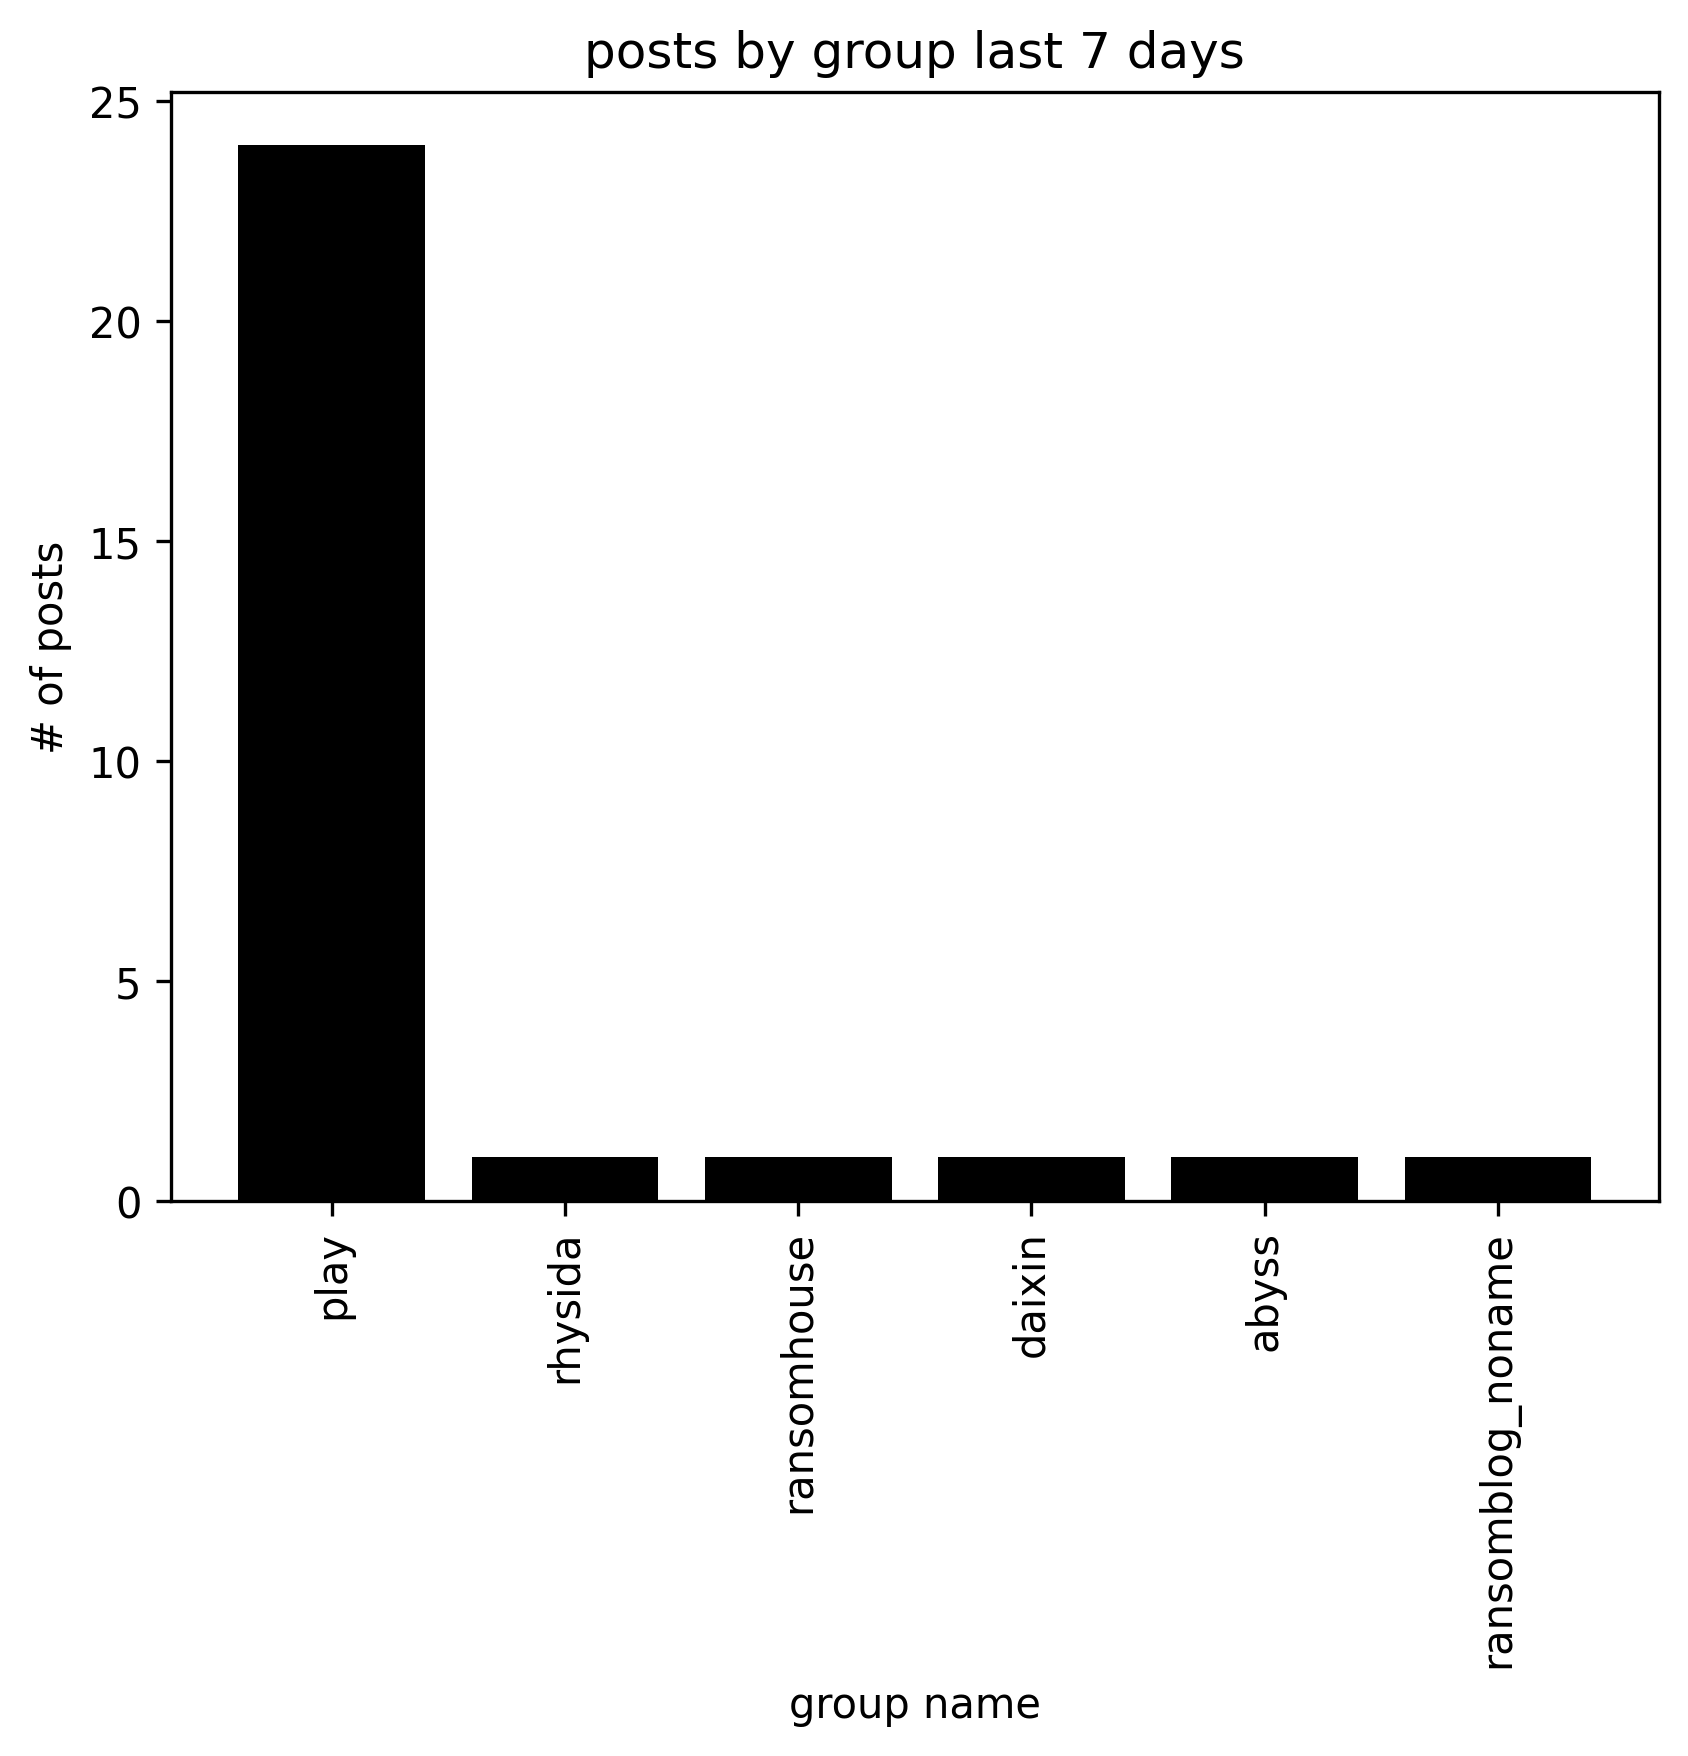 posts by group last 7 days
25
20
15
10
5
0
# of posts
play
rhysida
ransomhouse
daixin
abyss
ransomblog_noname
group name